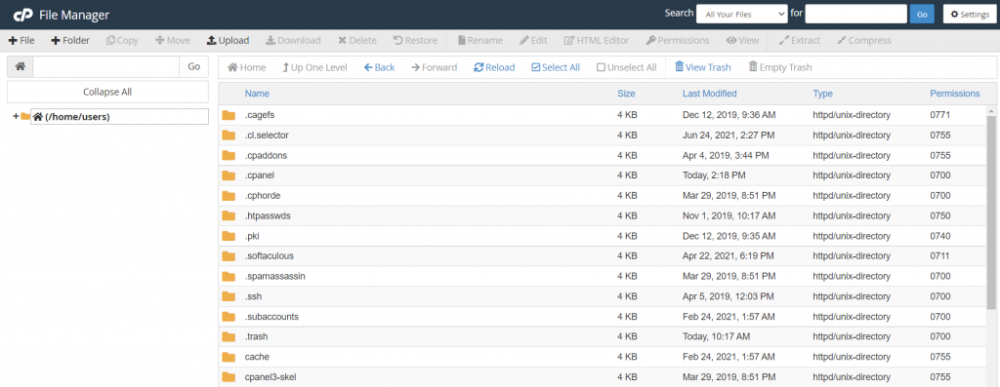 cP File Manager Search All Your Files for Go Settings
File Folder Copy Move Upload Download Delete Restore Rename Edit HTML Editor Permissions View Extract Compress
Go Home Up One Level Back Forward Reload Select All Unselect All View Trash Empty Trash
Collapse All
Name Size Last Modified Type Permissions
(/home/users)
.cagefs 4 KB Dec 12, 2019, 9:36 AM httpd/unix-directory 0771
.cl.selector 4 KB Jun 24, 2021, 2:27 PM httpd/unix-directory 0755
.cpaddons 4 KB Apr 4, 2019, 3:44 PM httpd/unix-directory 0755
.cpanel 4 KB Today, 2:18 PM httpd/unix-directory 0700
.cphorde 4 KB Mar 29, 2019, 8:51 PM httpd/unix-directory 0700
.htpasswds 4 KB Nov 1, 2019, 10:17 AM httpd/unix-directory 0750
.pki 4 KB Dec 12, 2019, 9:35 AM httpd/unix-directory 0740
.softaculous 4 KB Apr 22, 2021, 6:19 PM httpd/unix-directory 0711
.spamassassin 4 KB Mar 29, 2019, 8:51 PM httpd/unix-directory 0700
.ssh 4 KB Apr 5, 2019, 12:03 PM httpd/unix-directory 0700
.subaccounts 4 KB Feb 24, 2021, 1:57 AM httpd/unix-directory 0700
.trash 4 KB Today, 10:17 AM httpd/unix-directory 0700
cache 4 KB Feb 24, 2021, 1:57 AM httpd/unix-directory 0755
cpanel3-skel 4 KB Mar 29, 2019, 8:51 PM httpd/unix-directory 0755